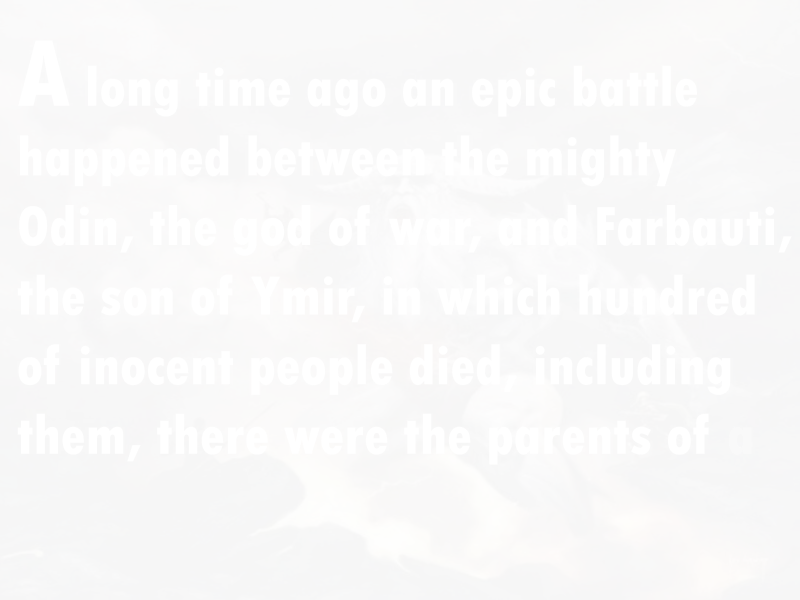 A long time ago an epic battle
happened between the mighty
Odin, the god of war, and Farbauti,
the son of Ymir, in which hundred
of inocent people died, including
them, there were the parents of a